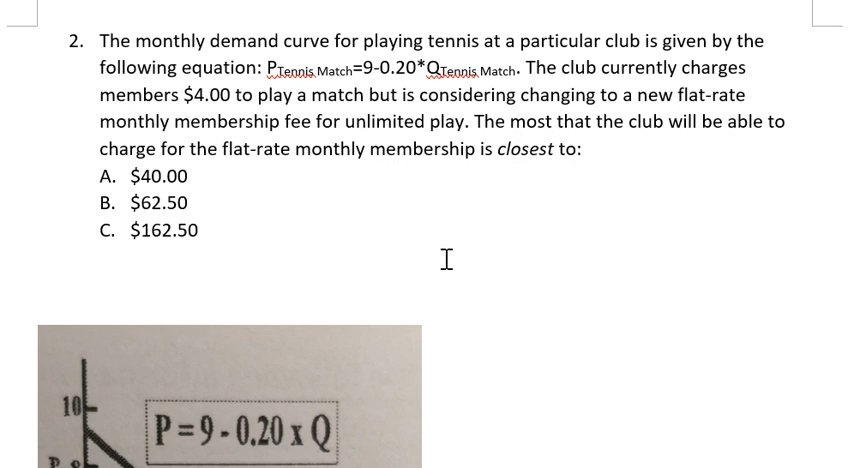 2. The monthly demand curve for playing tennis at a particular club is given by the
following equation: PTennis Match=9-0.20*QTennis Match. The club currently charges
members $4.00 to play a match but is considering changing to a new flat-rate
monthly membership fee for unlimited play. The most that the club will be able to
charge for the flat-rate monthly membership is closest to:
A. $40.00
B. $62.50
C. $162.50
10
P = 9 - 0.20 x Q